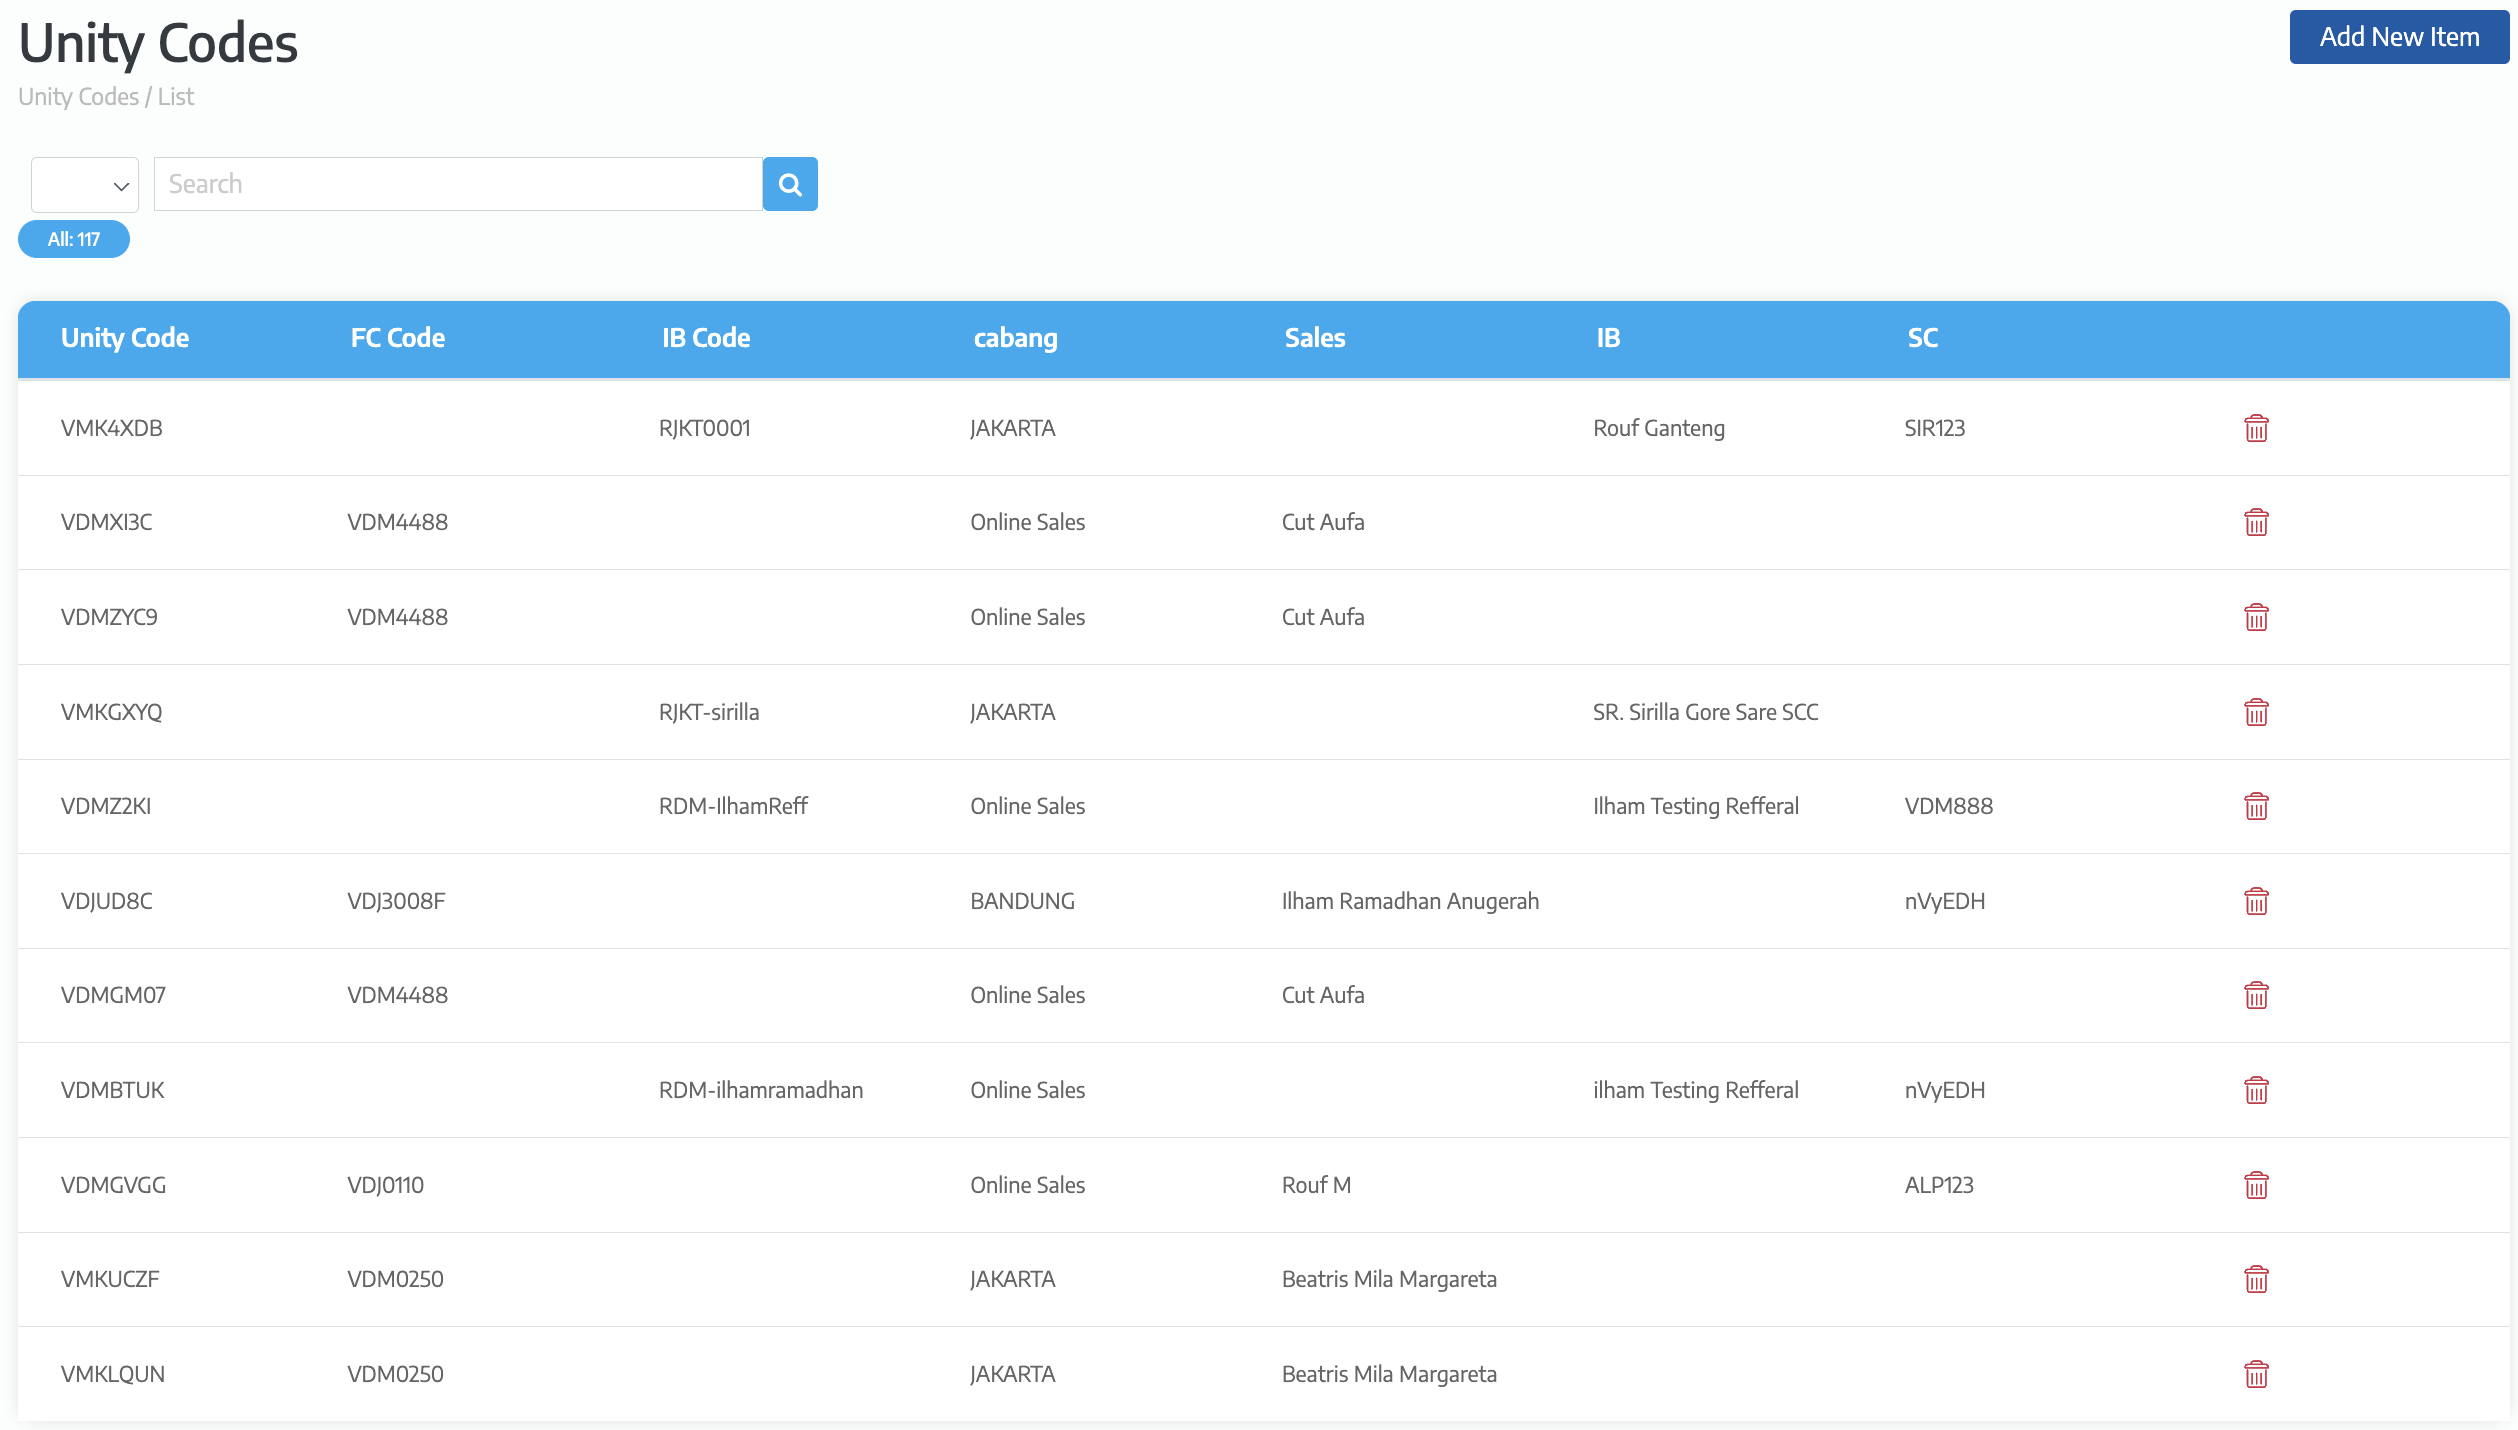 Unity Codes
Add New Item
Unity Codes / List
Search
All: 117
Unity Code FC Code IB Code cabang Sales IB SC
VMK4XDB RJKT0001 JAKARTA Rouf Ganteng SIR123
VDMXI3C VDM4488 Online Sales Cut Aufa
VDMZYC9 VDM4488 Online Sales Cut Aufa
VMKGXYQ RJKT-sirilla JAKARTA SR. Sirilla Gore Sare SCC
VDMZ2KI RDM-IlhamReff Online Sales Ilham Testing Refferal VDM888
VDJUD8C VDJ3008F BANDUNG Ilham Ramadhan Anugerah nVyEDH
VDMGM07 VDM4488 Online Sales Cut Aufa
VDMBTUK RDM-ilhamramadhan Online Sales ilham Testing Refferal nVyEDH
VDMGVGG VDJ0110 Online Sales Rouf M ALP123
VMKUCZF VDM0250 JAKARTA Beatris Mila Margareta
VMKLQUN VDM0250 JAKARTA Beatris Mila Margareta